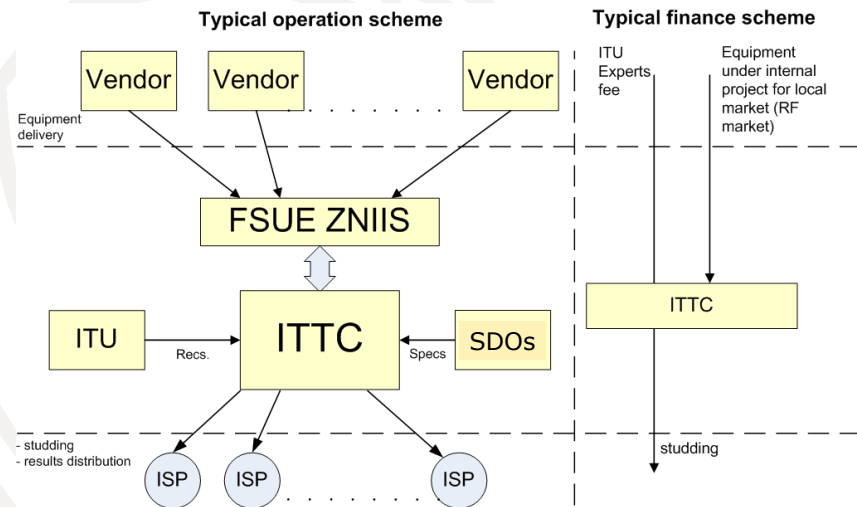 Typical operation scheme
Typical finance scheme
Vendor
Vendor
Vendor
. . . . . . . .
Equipment
delivery
ITU
Experts
fee
Equipment
under internal
project for local
market (RF
market)
FSUE ZNIIS
ITU
Recs.
ITTC
Specs
SDOs
ITTC
- studding
- results distribution
ISP
ISP
. . . . . . . .
ISP
studding